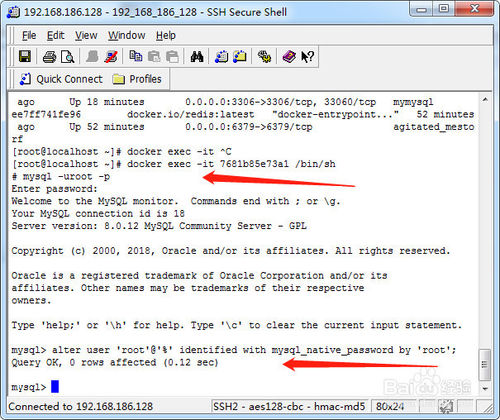 192.168.186.128 - 192_168_186_128 - SSH Secure Shell
File Edit View Window Help
Quick Connect Profiles
ago Up 18 minutes 0.0.0.0:3306->3306/tcp, 33060/tcp mymysql
ee7ff741fe96 docker.io/redis:latest "docker-entrypoint..." 52 minutes
ago Up 52 minutes 0.0.0.0:6379->6379/tcp agitated_mesto
rf
[root@localhost ~]# docker exec -it ^C
[root@localhost ~]# docker exec -it 7681b85e73a1 /bin/sh
# mysql -uroot -p
Enter password:
Welcome to the MySQL monitor. Commands end with ; or \g.
Your MySQL connection id is 18
Server version: 8.0.12 MySQL Community Server - GPL
Copyright (c) 2000, 2018, Oracle and/or its affiliates. All rights reserved.
Oracle is a registered trademark of Oracle Corporation and/or its
affiliates. Other names may be trademarks of their respective
owners.
Type 'help;' or '\h' for help. Type '\c' to clear the current input statement.
mysql> alter user 'root'@'%' identified with mysql_native_password by 'root';
Query OK, 0 rows affected (0.12 sec)
mysql>
Connected to 192.168.186.128 SSH2 - aes128-cbc - hmac-md5 80x24